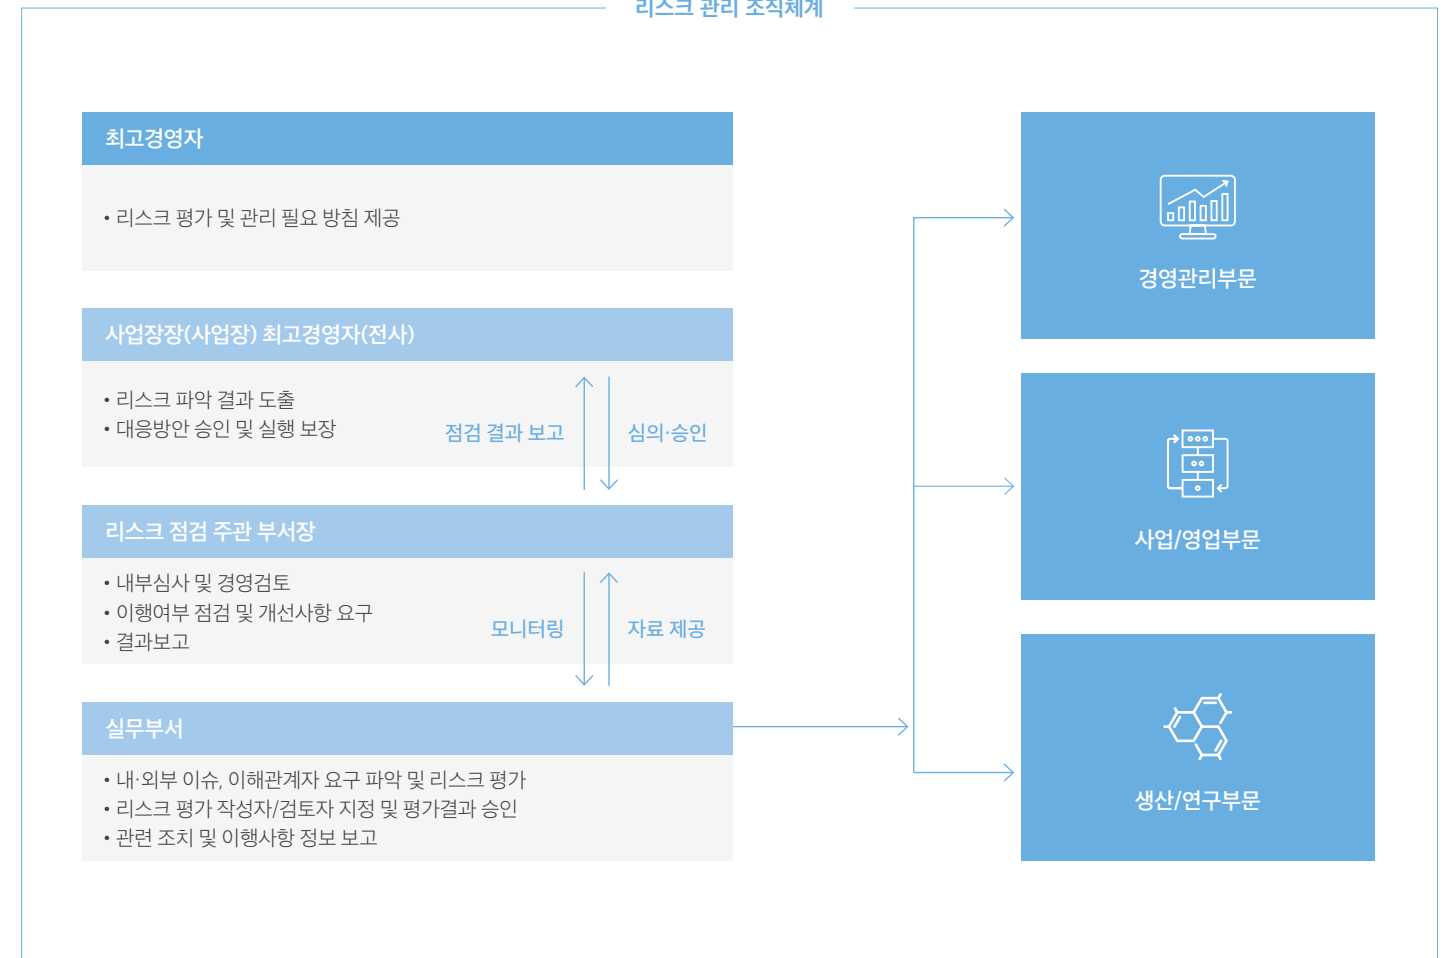 리스크 관리 조직체계
최고경영자
• 리스크 평가 및 관리 필요 방침 제공
사업장장(사업장) 최고경영자(전사)
• 리스크 파악 결과 도출
• 대응방안 승인 및 실행 보장
점검 결과 보고
심의·승인
리스크 점검 주관 부서장
• 내부심사 및 경영검토
• 이행여부 점검 및 개선사항 요구
• 결과보고
모니터링
자료 제공
실무부서
• 내·외부 이슈, 이해관계자 요구 파악 및 리스크 평가
• 리스크 평가 작성자/검토자 지정 및 평가결과 승인
• 관련 조치 및 이행사항 정보 보고
경영관리부문
사업/영업부문
생산/연구부문